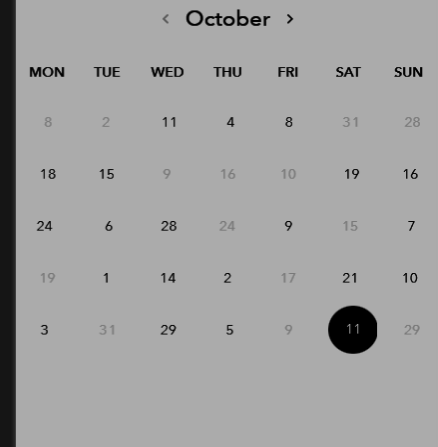 ‹ October ›
MON TUE WED THU FRI SAT SUN
8 2 11 4 8 31 28
18 15 9 16 10 19 16
24 6 28 24 9 15 7
19 1 14 2 17 21 10
3 31 29 5 9 11 29